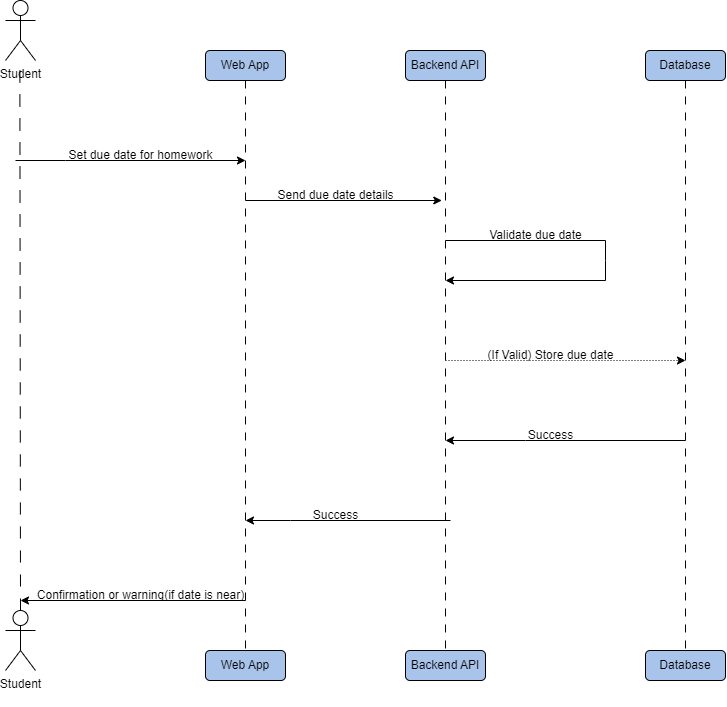 Student
Web App
Backend API
Database
Set due date for homework
Send due date details
Validate due date
(If Valid) Store due date
Success
Success
Confirmation or warning(if date is near)
Student
Web App
Backend API
Database